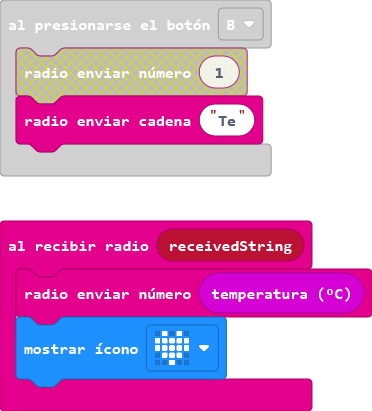 al presionarse el botón B
radio enviar número 1
radio enviar cadena "Te"
al recibir radio receivedString
radio enviar número temperatura (ºC)
mostrar ícono